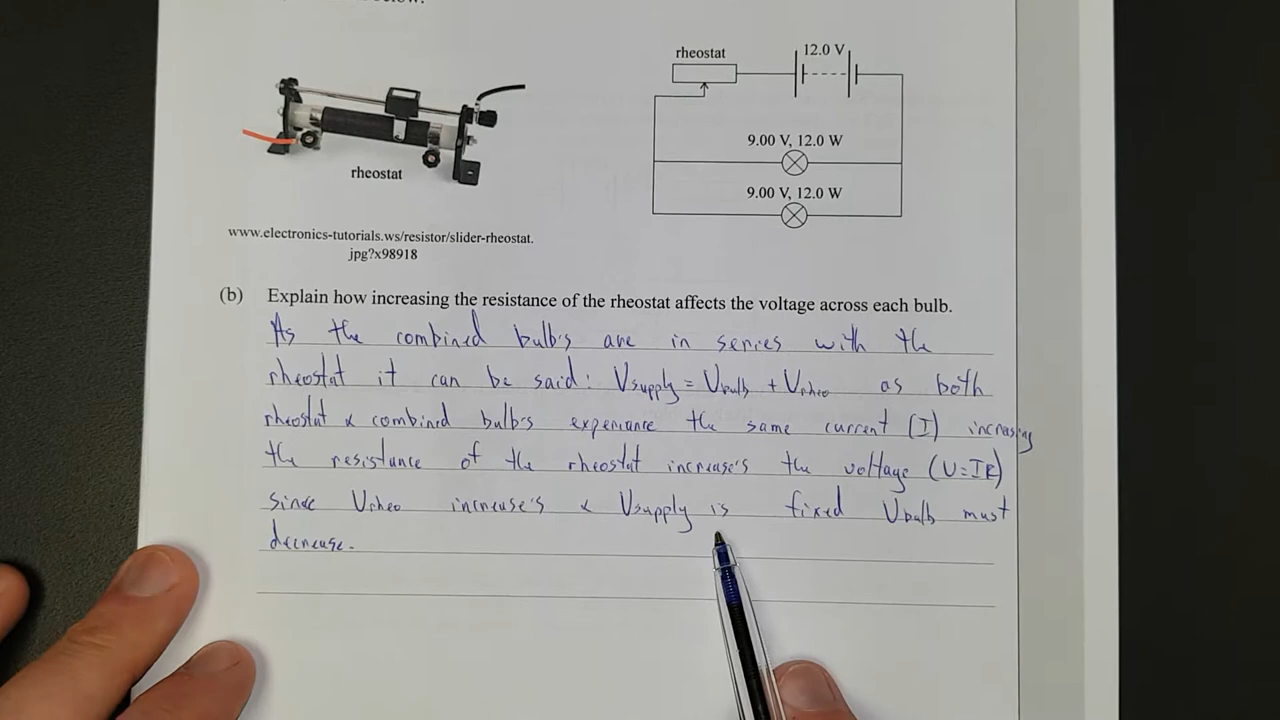 rheostat
12.0 V
9.00 V, 12.0 W
9.00 V, 12.0 W
rheostat
www.electronics-tutorials.ws/resistor/slider-rheostat.
jpg?x98918
(b) Explain how increasing the resistance of the rheostat affects the voltage across each bulb.
As the combined bulb's are in series with the
rheostat it can be said: Vsupply = Vbulb + Vrheo as both
rheostat & combined bulb's experiance the same current (I) increasing
the resistance of the rheostat increase's the voltage (V=IR)
since Vrheo increase's & Vsupply is fixed Vbulb must
decrease.